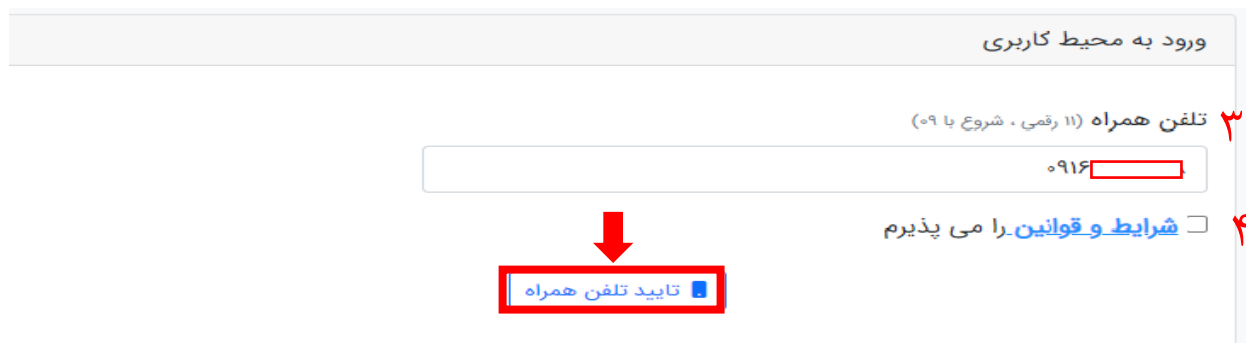 ورود به محیط کاربری
۳ تلفن همراه (۱۱ رقمی ، شروع با ۰۹)
۰۹۱۶
۴ شرایط و قوانین را می پذیرم
تایید تلفن همراه